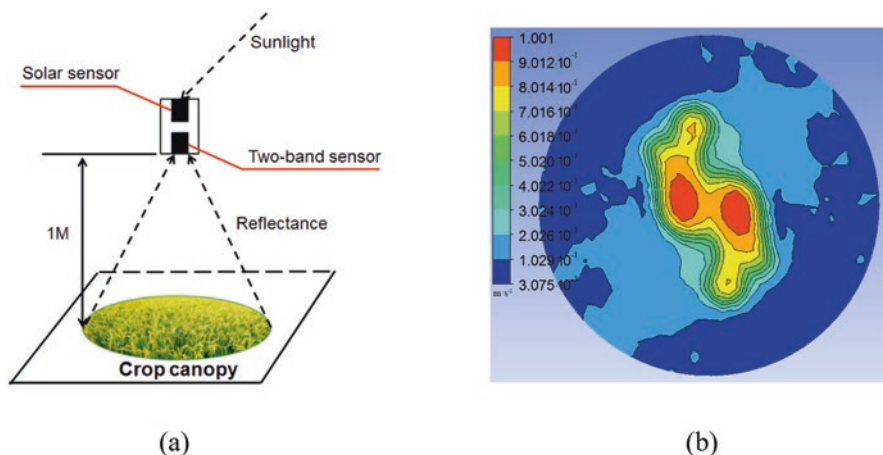 Sunlight
Solar sensor
Two-band sensor
1M
Reflectance
Crop canopy
(a)
1.001
9.012·10⁻¹
8.014·10⁻¹
7.016·10⁻¹
6.018·10⁻¹
5.020·10⁻¹
4.022·10⁻¹
3.024·10⁻¹
2.026·10⁻¹
1.029·10⁻¹
3.075·10
m·s⁻¹
(b)